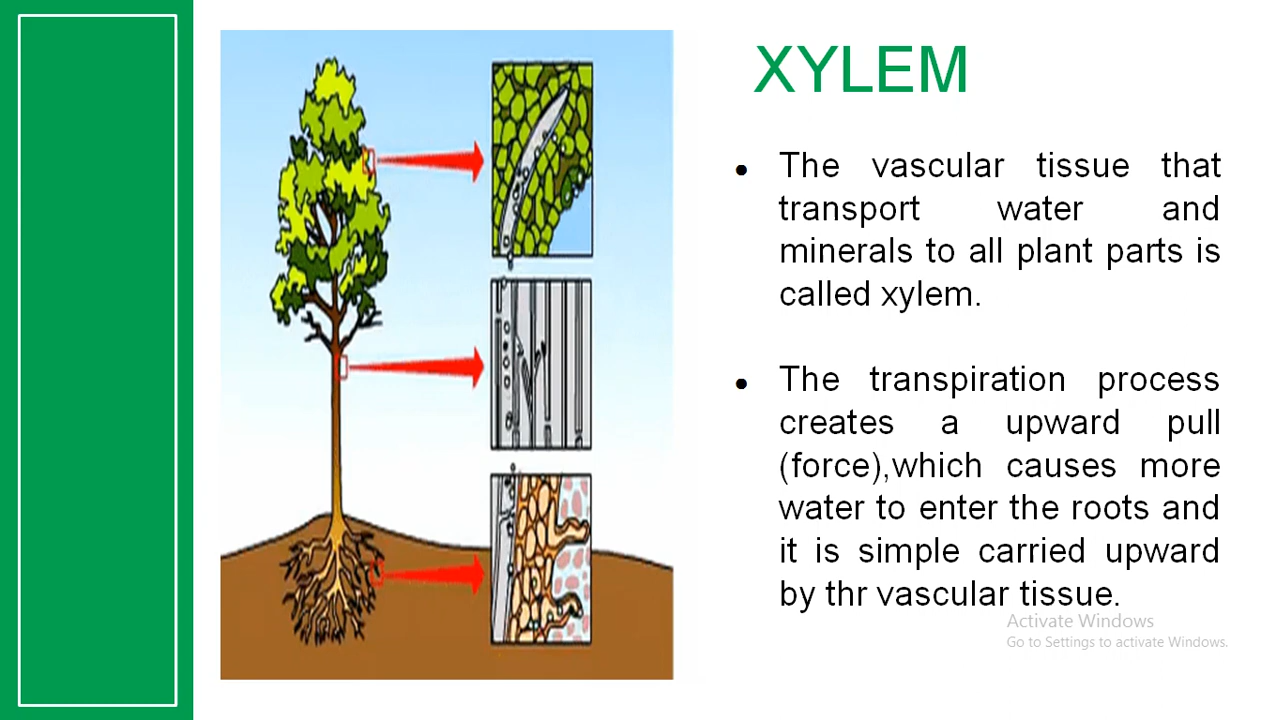 XYLEM
● The vascular tissue that
transport water and
minerals to all plant parts is
called xylem.
● The transpiration process
creates a upward pull
(force),which causes more
water to enter the roots and
it is simple carried upward
by thr vascular tissue.
Activate Windows
Go to Settings to activate Windows.